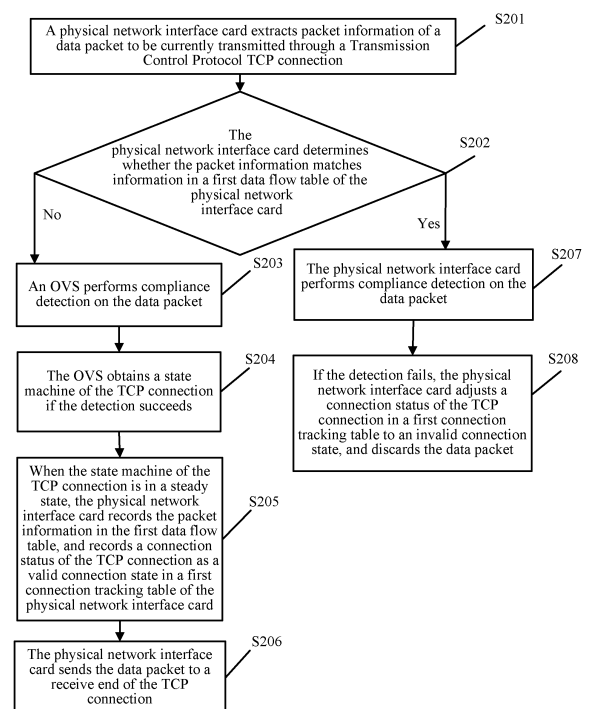 A physical network interface card extracts packet information of a
data packet to be currently transmitted through a Transmission
Control Protocol TCP connection
S201
The
physical network interface card determines
whether the packet information matches
information in a first data flow table of the
physical network
interface card
S202
No
Yes
An OVS performs compliance
detection on the data packet
S203
The physical network interface card
performs compliance detection on the
data packet
S207
The OVS obtains a state
machine of the TCP connection
if the detection succeeds
S204
If the detection fails, the physical
network interface card adjusts a
connection status of the TCP
connection in a first connection
tracking table to an invalid connection
state, and discards the data packet
S208
When the state machine of the
TCP connection is in a steady
state, the physical network
interface card records the packet
information in the first data flow
table, and records a connection
status of the TCP connection as a
valid connection state in a first
connection tracking table of the
physical network interface card
S205
The physical network interface
card sends the data packet to a
receive end of the TCP
connection
S206